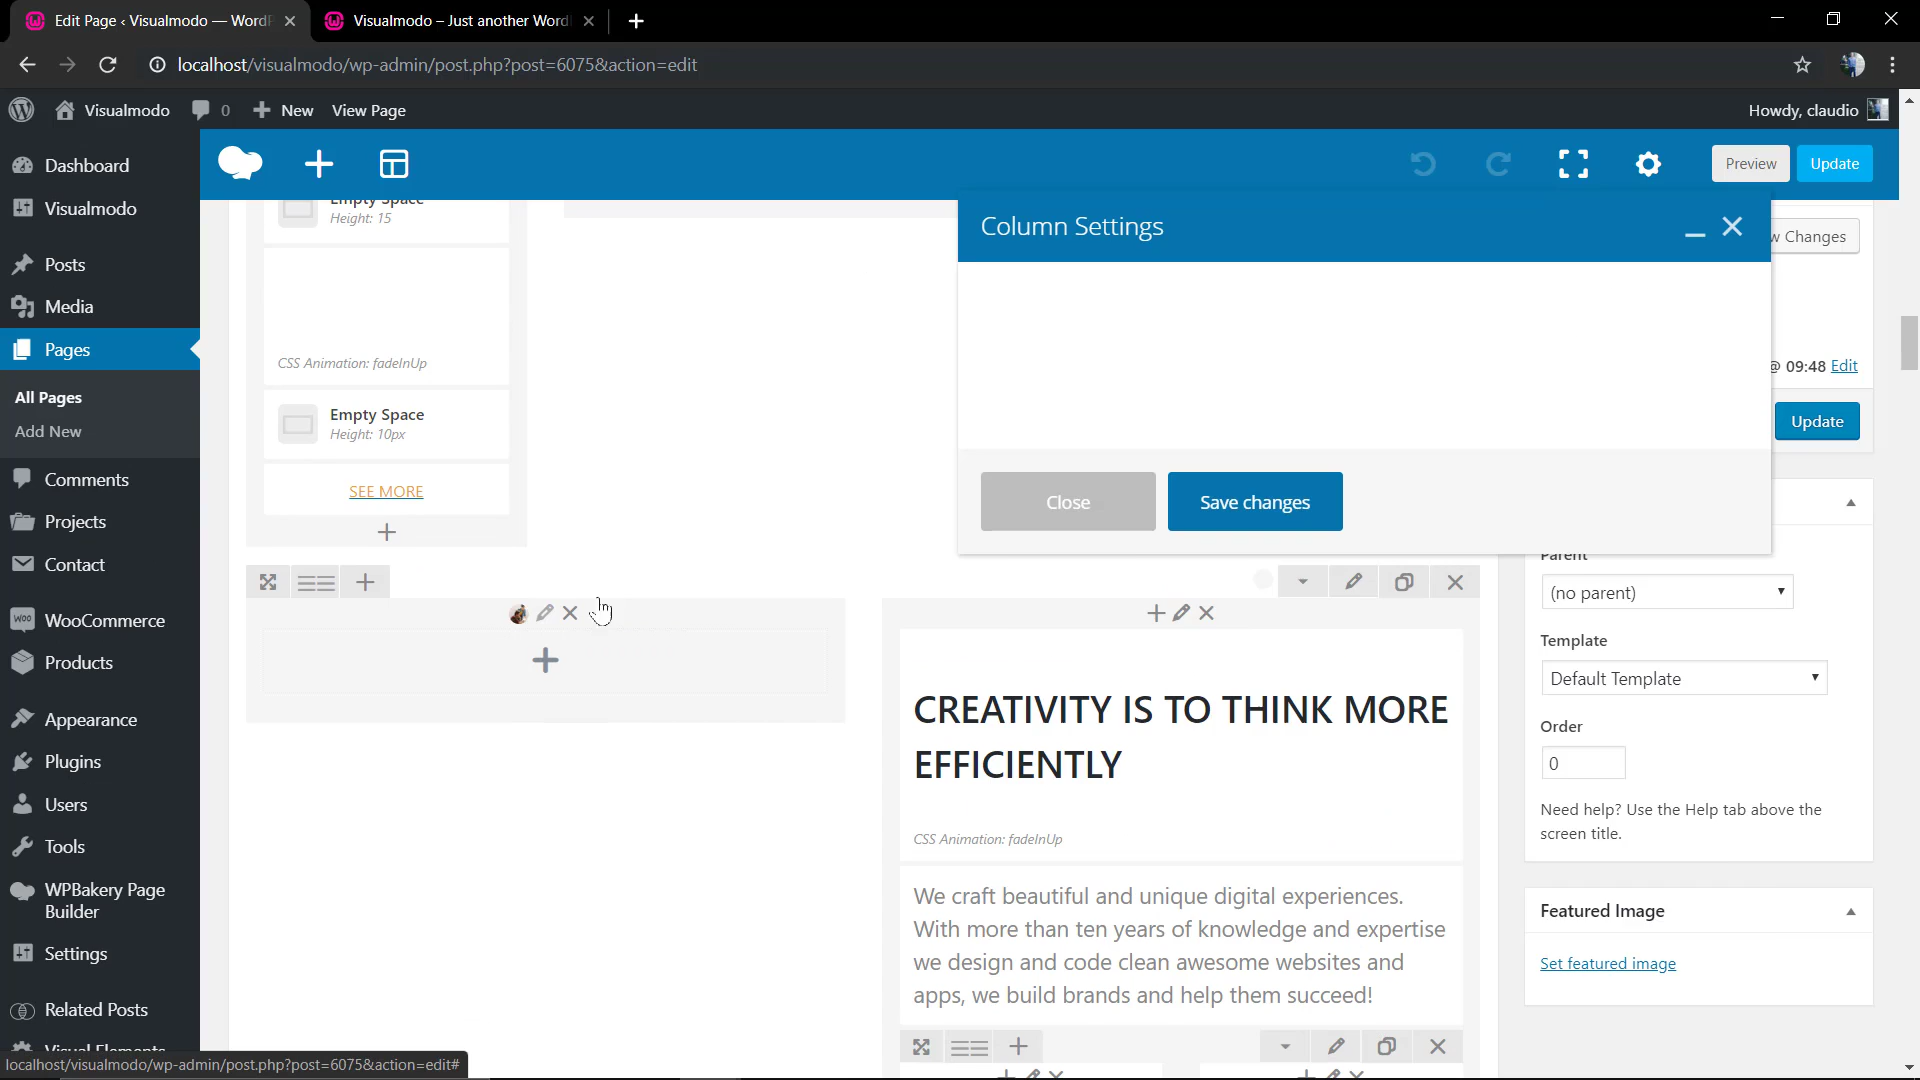 Edit Page ‹ Visualmodo — WordP
Visualmodo – Just another Word
localhost/visualmodo/wp-admin/post.php?post=6075&action=edit
Visualmodo
0
New
View Page
Howdy, claudio
Dashboard
Visualmodo
Posts
Media
Pages
All Pages
Add New
Comments
Projects
Contact
WooCommerce
Products
Appearance
Plugins
Users
Tools
WPBakery Page
Builder
Settings
Related Posts
Visual Elements
localhost/visualmodo/wp-admin/post.php?post=6075&action=edit#
Preview
Update
Empty Space
Height: 15
CSS Animation: fadeInUp
Empty Space
Height: 10px
SEE MORE
Column Settings
Close
Save changes
CREATIVITY IS TO THINK MORE
EFFICIENTLY
CSS Animation: fadeInUp
We craft beautiful and unique digital experiences.
With more than ten years of knowledge and expertise
we design and code clean awesome websites and
apps, we build brands and help them succeed!
w Changes
@ 09:48 Edit
Update
Parent
(no parent)
Template
Default Template
Order
0
Need help? Use the Help tab above the
screen title.
Featured Image
Set featured image